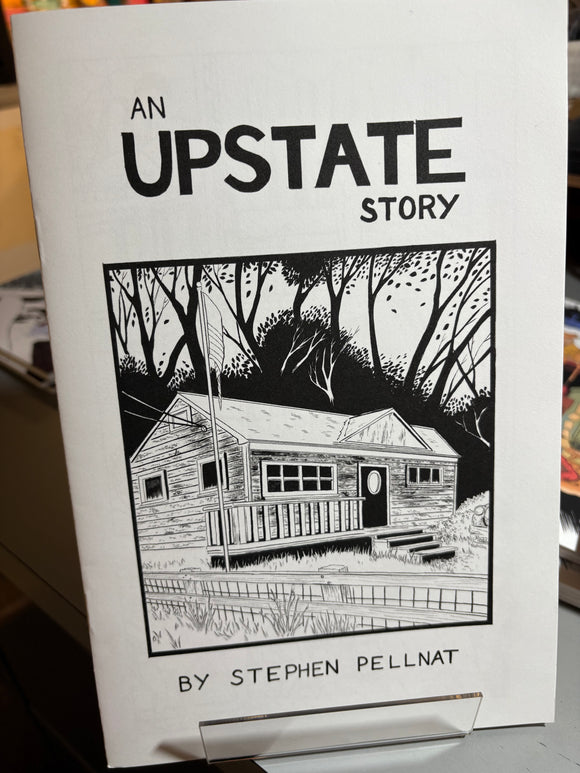 AN
UPSTATE
STORY
BY STEPHEN PELLNAT